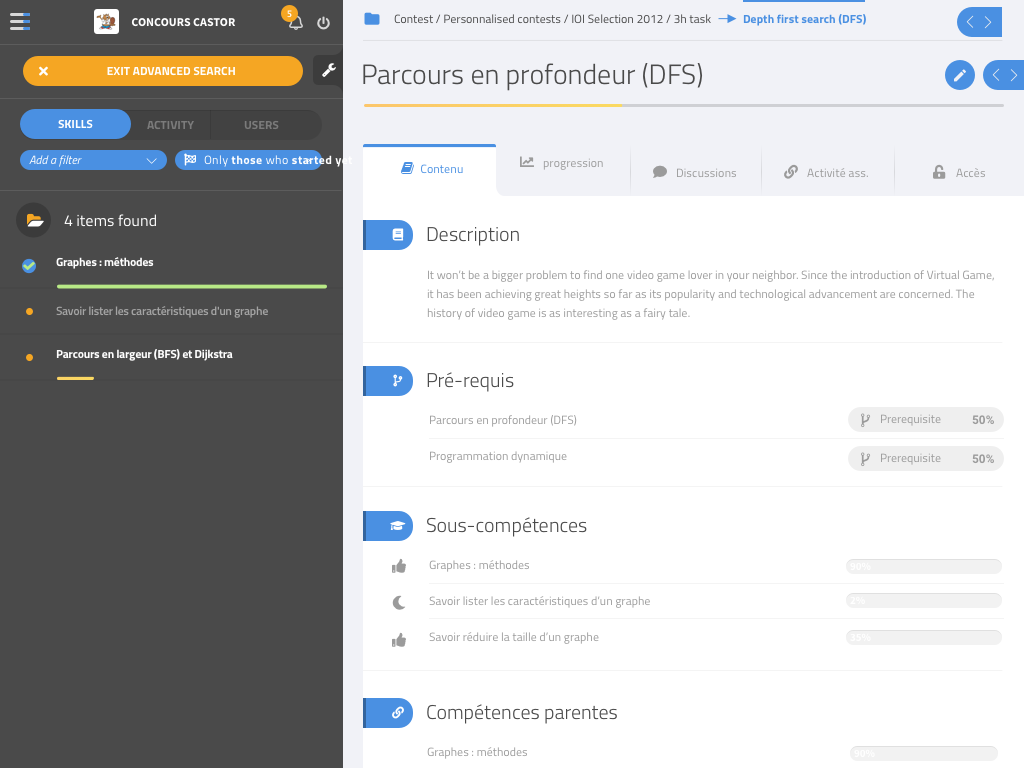 CONCOURS CASTOR
5
EXIT ADVANCED SEARCH
SKILLS
ACTIVITY
USERS
Add a filter
Only those who started yet
4 items found
Graphes : méthodes
Savoir lister les caractéristiques d'un graphe
Parcours en largeur (BFS) et Dijkstra
Contest / Personnalised contests / IOI Selection 2012 / 3h task
Depth first search (DFS)
Parcours en profondeur (DFS)
Contenu
progression
Discussions
Activité ass.
Accès
Description
It won't be a bigger problem to find one video game lover in your neighbor. Since the introduction of Virtual Game,
it has been achieving great heights so far as its popularity and technological advancement are concerned. The
history of video game is as interesting as a fairy tale.
Pré-requis
Parcours en profondeur (DFS)
Prerequisite
50%
Programmation dynamique
Prerequisite
50%
Sous-compétences
Graphes : méthodes
Savoir lister les caractéristiques d'un graphe
2%
Savoir réduire la taille d'un graphe
35%
Compétences parentes
Graphes : méthodes